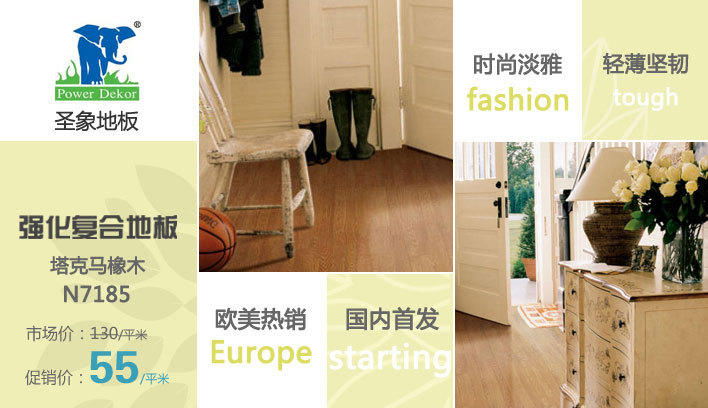 ®
Power Dekor
圣象地板
强化复合地板
塔克马橡木
N7185
市场价：130/平米
促销价：55/平米
欧美热销
Europe
国内首发
starting
时尚淡雅
fashion
轻薄坚韧
tough